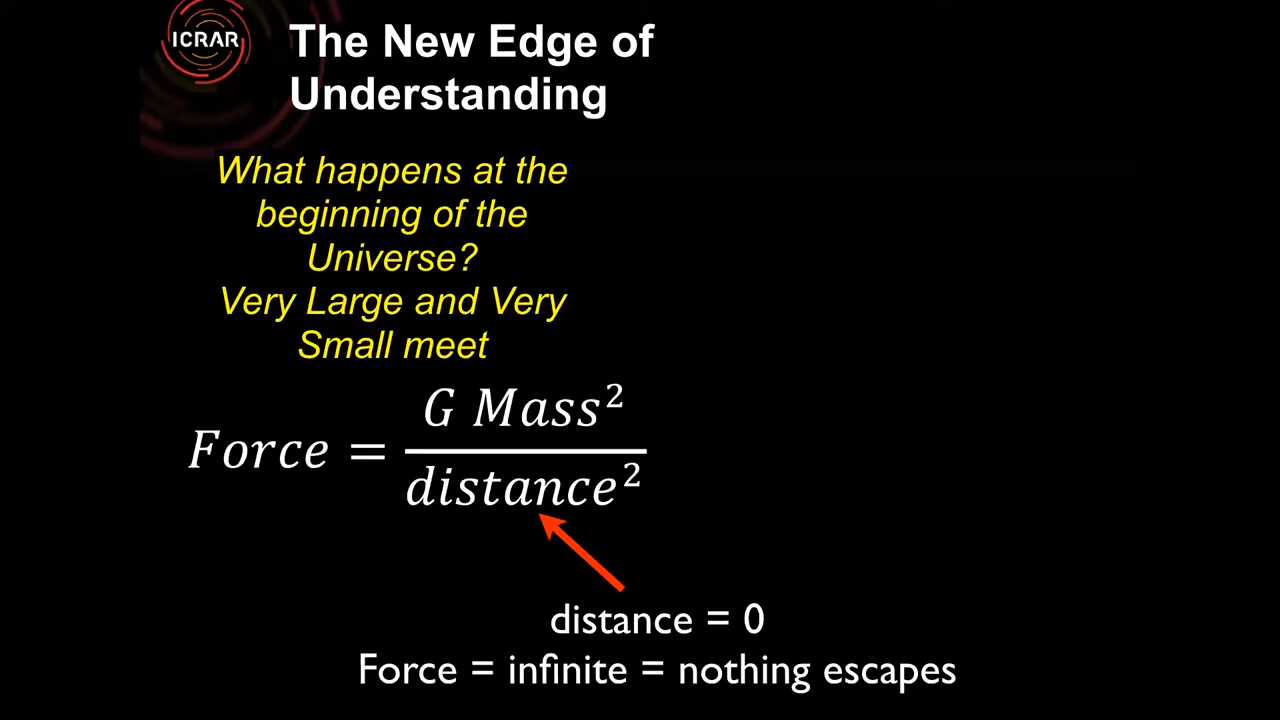 ICRAR
The New Edge of
Understanding
What happens at the
beginning of the
Universe?
Very Large and Very
Small meet
Force = G Mass² / distance²
distance = 0
Force = infinite = nothing escapes